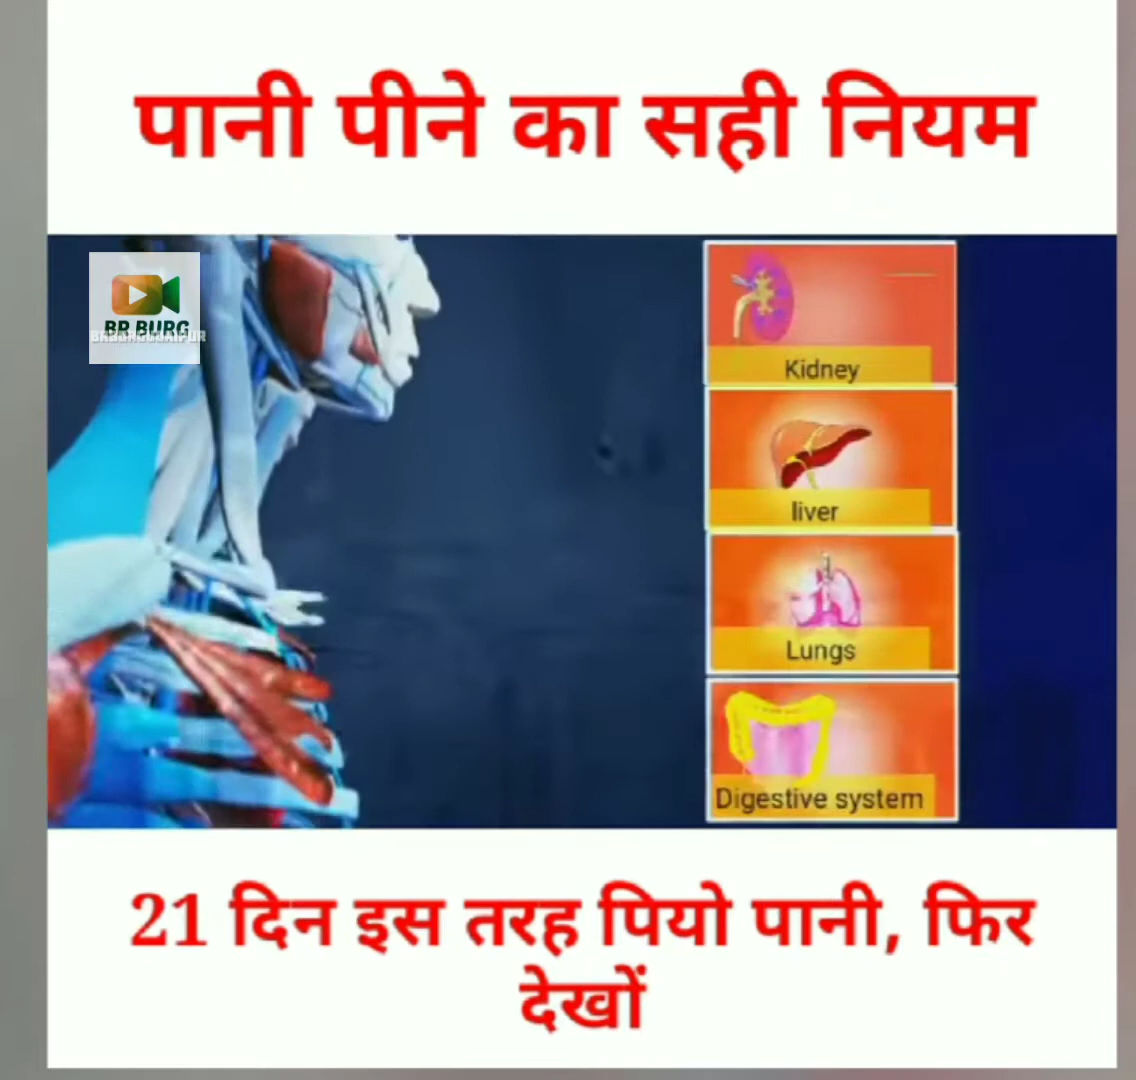 पानी पीने का सही नियम
BR BURG
Kidney
liver
Lungs
Digestive system
21 दिन इस तरह पियो पानी, फिर
देखों